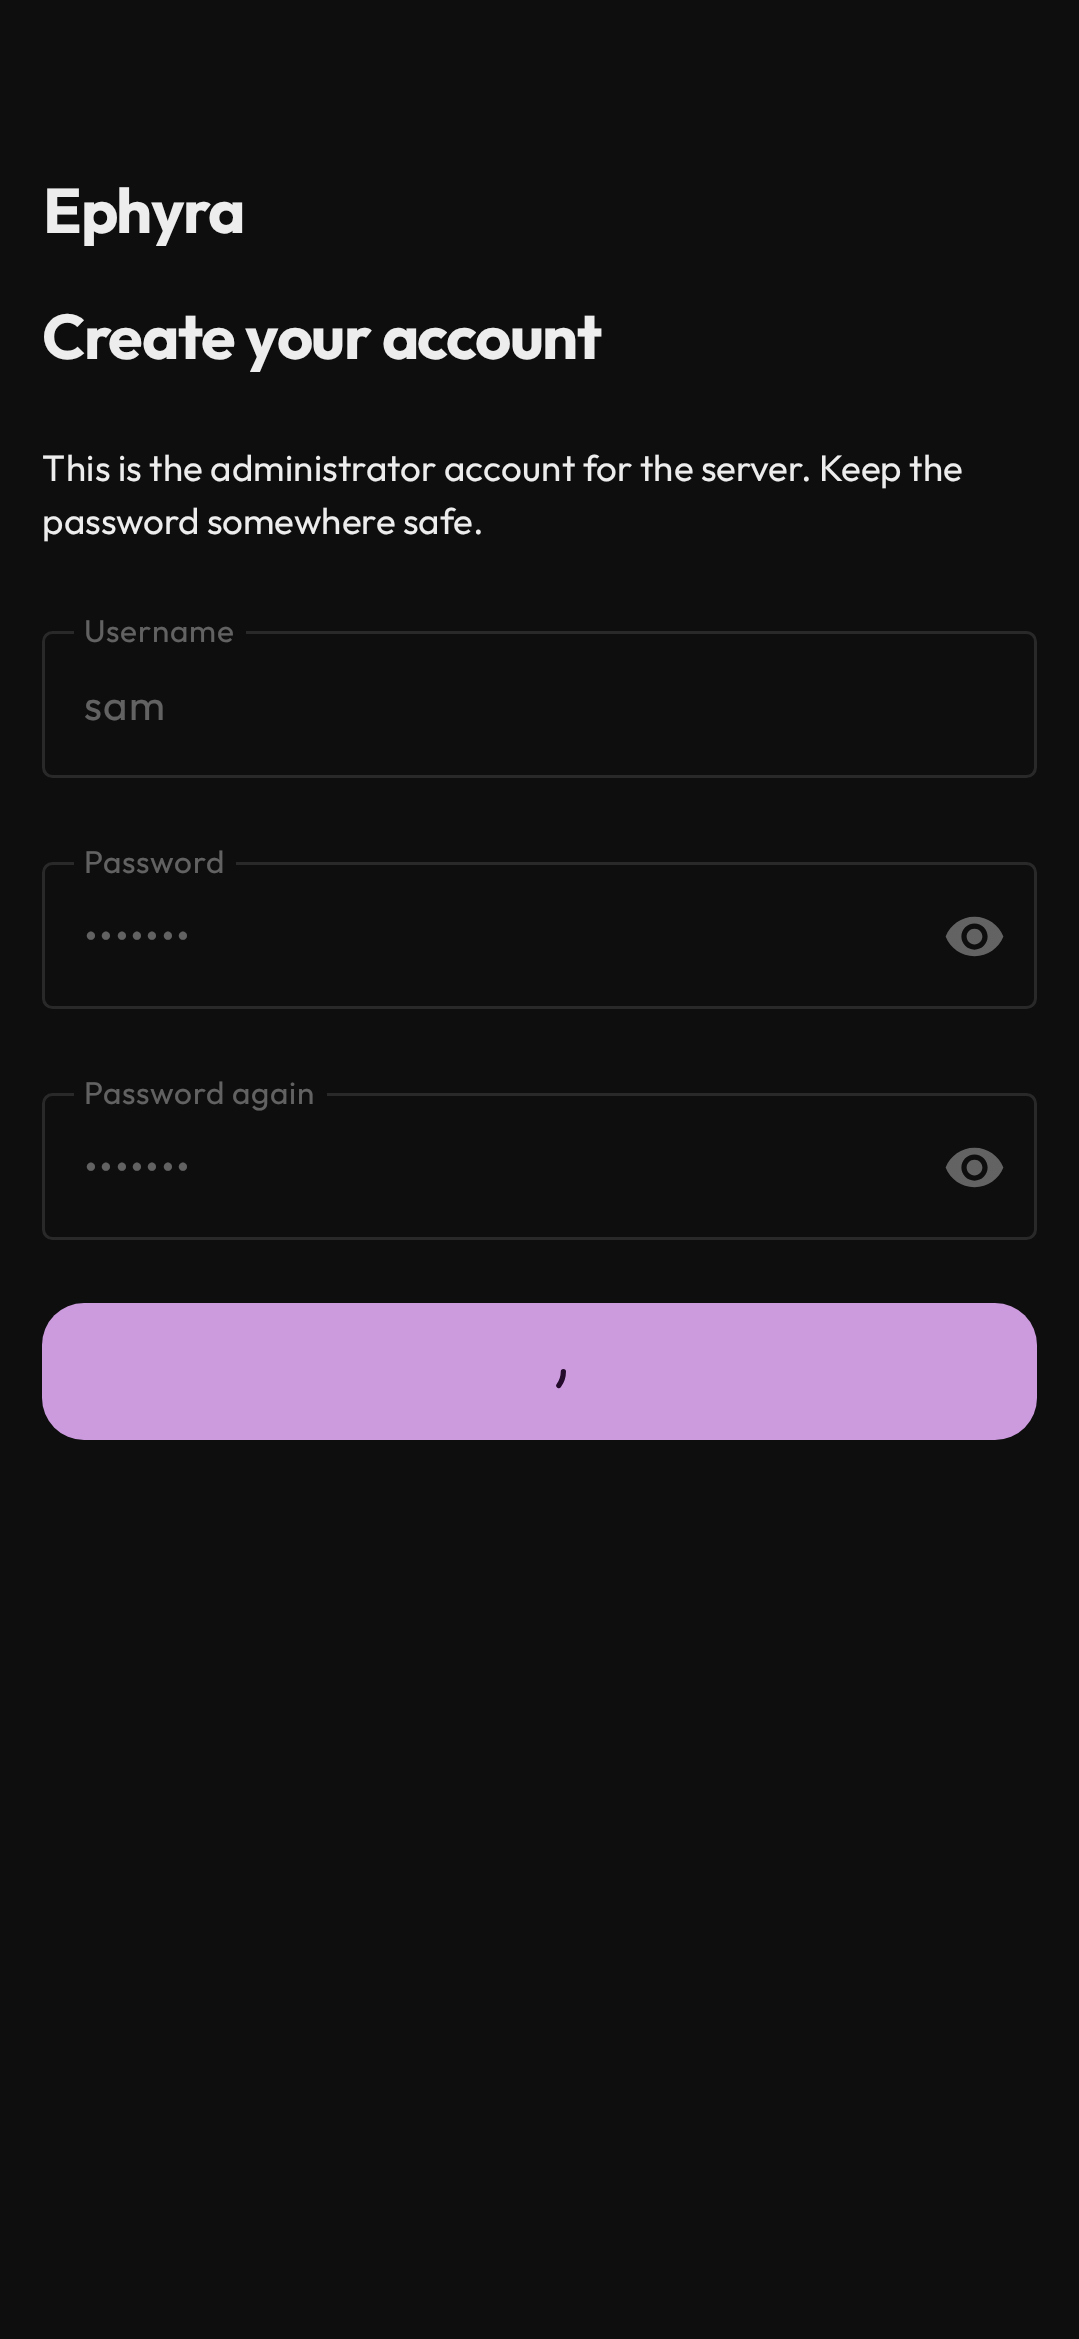 Ephyra
Create your account
This is the administrator account for the server. Keep the
password somewhere safe.
Username
sam
Password
•••••••
Password again
•••••••